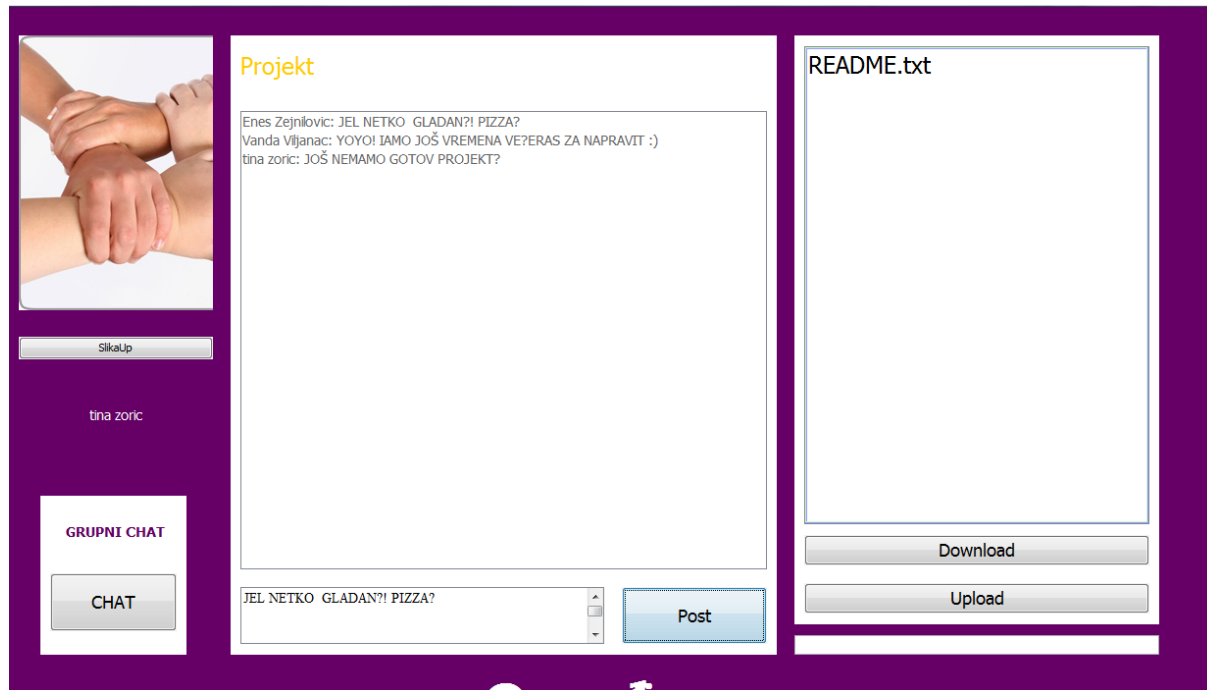 Projekt
Enes Zejnilovic: JEL NETKO  GLADAN?! PIZZA?
Vanda Viljanac: YOYO! IAMO JOŠ VREMENA VE?ERAS ZA NAPRAVIT :)
tina zoric: JOŠ NEMAMO GOTOV PROJEKT?
JEL NETKO  GLADAN?! PIZZA?
Post
SlikaUp
tina zoric
GRUPNI CHAT
CHAT
README.txt
Download
Upload